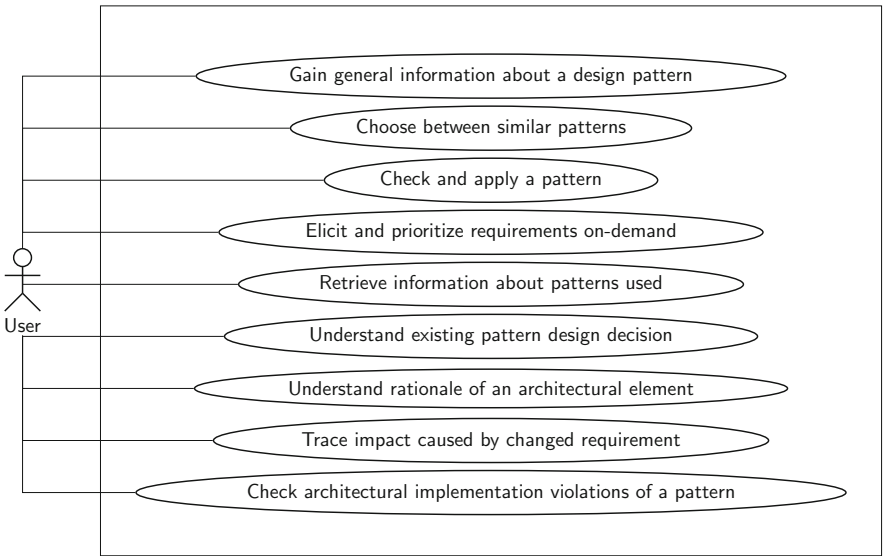 Gain general information about a design pattern
Choose between similar patterns
Check and apply a pattern
Elicit and prioritize requirements on-demand
Retrieve information about patterns used
User
Understand existing pattern design decision
Understand rationale of an architectural element
Trace impact caused by changed requirement
Check architectural implementation violations of a pattern